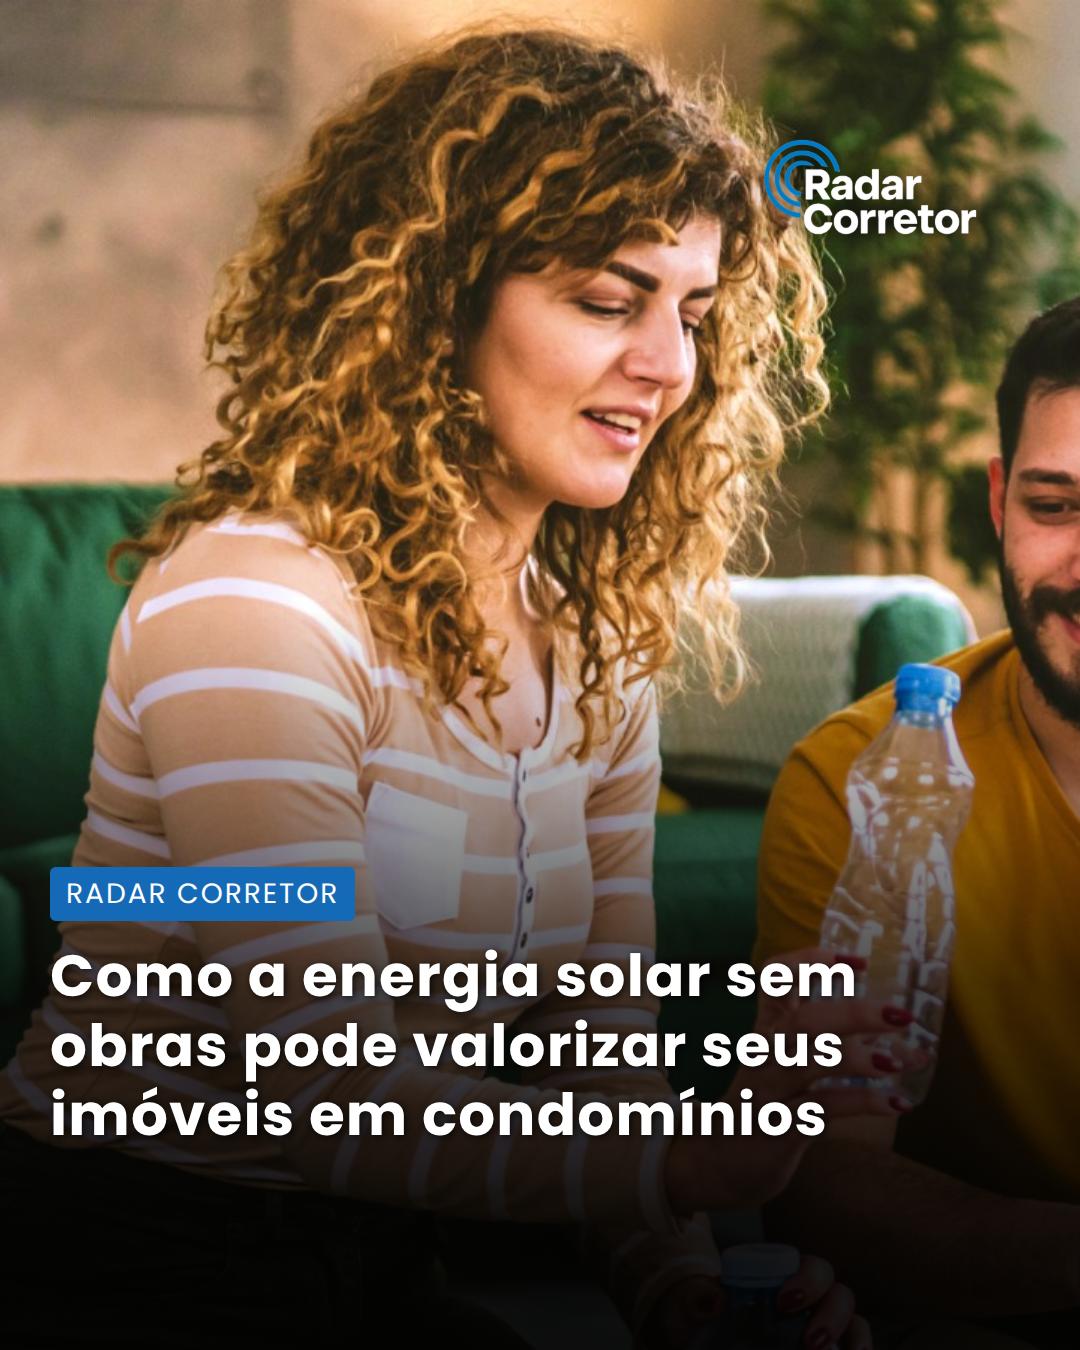 Radar
Corretor
RADAR CORRETOR
Como a energia solar sem
obras pode valorizar seus
imóveis em condomínios